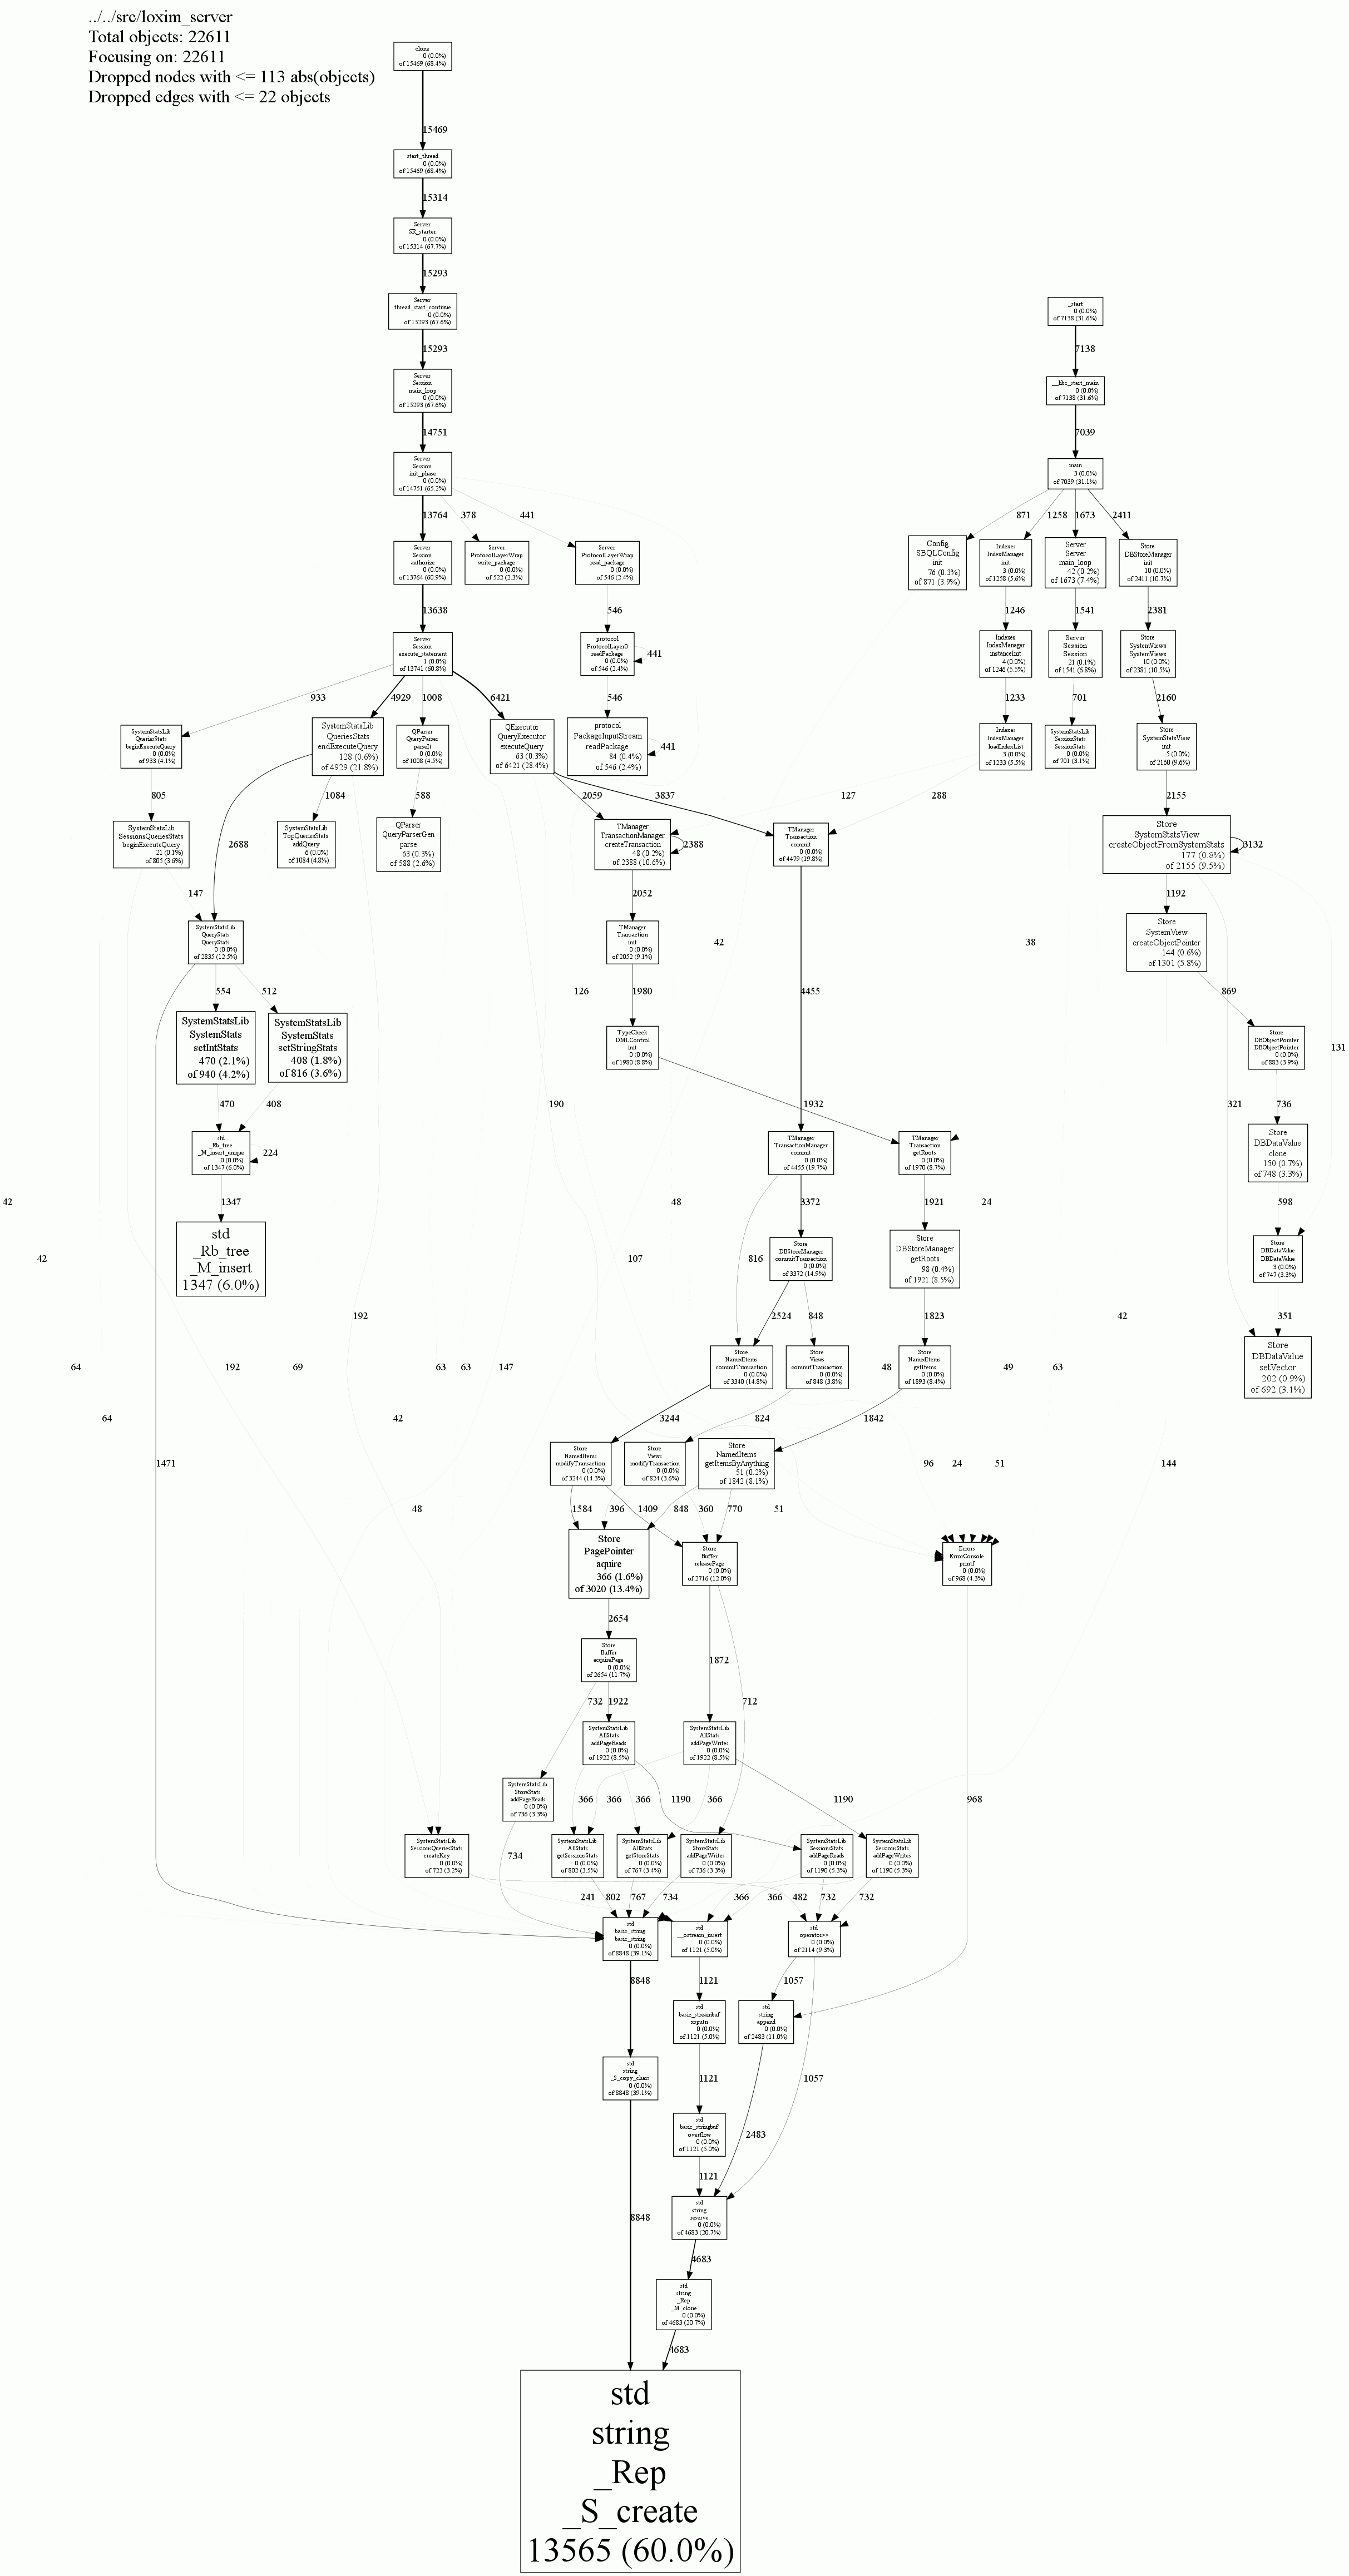 ../../src/loxim_server
Total objects: 22611
Focusing on: 22611
Dropped nodes with <= 113 abs(objects)
Dropped edges with <= 22 objects
clone
0 (0.0%)
of 15469 (68.4%)
15469
start_thread
0 (0.0%)
of 15469 (68.4%)
15314
Server
SR_starter
0 (0.0%)
of 15314 (67.7%)
15293
Server
thread_start_continue
0 (0.0%)
of 15293 (67.6%)
15293
Server
Session
main_loop
0 (0.0%)
of 15293 (67.6%)
14751
Server
Session
init_phase
0 (0.0%)
of 14751 (65.2%)
13764
378
441
_start
0 (0.0%)
of 7138 (31.6%)
7138
__libc_start_main
0 (0.0%)
of 7138 (31.6%)
7039
main
3 (0.0%)
of 7039 (31.1%)
871
1258
1673
2411
Server
Session
authorize
0 (0.0%)
of 13764 (60.9%)
13638
Server
ProtocolLayerWrap
write_package
0 (0.0%)
of 522 (2.3%)
Server
ProtocolLayerWrap
read_package
0 (0.0%)
of 546 (2.4%)
546
Config
SBQLConfig
init
76 (0.3%)
of 871 (3.9%)
Indexes
IndexManager
init
3 (0.0%)
of 1258 (5.6%)
1246
Server
Server
main_loop
42 (0.2%)
of 1673 (7.4%)
1541
Store
DBStoreManager
init
10 (0.0%)
of 2411 (10.7%)
2381
Server
Session
execute_statement
1 (0.0%)
of 13741 (60.8%)
933
4929
1008
6421
protocol
ProtocolLayer0
readPackage
0 (0.0%)
of 546 (2.4%)
441
546
Indexes
IndexManager
instanceInit
4 (0.0%)
of 1246 (5.5%)
1233
Server
Session
Session
21 (0.1%)
of 1541 (6.8%)
701
Store
SystemViews
SystemViews
10 (0.0%)
of 2381 (10.5%)
2160
SystemStatsLib
QueriesStats
beginExecuteQuery
0 (0.0%)
of 933 (4.1%)
805
SystemStatsLib
QueriesStats
endExecuteQuery
128 (0.6%)
of 4929 (21.8%)
2688
1084
QParser
QueryParser
parseIt
0 (0.0%)
of 1008 (4.5%)
588
QExecutor
QueryExecutor
executeQuery
63 (0.3%)
of 6421 (28.4%)
2059
3837
protocol
PackageInputStream
readPackage
84 (0.4%)
of 546 (2.4%)
441
Indexes
IndexManager
loadIndexList
3 (0.0%)
of 1233 (5.5%)
127
288
SystemStatsLib
SessionStats
SessionStats
0 (0.0%)
of 701 (3.1%)
Store
SystemStatsView
init
5 (0.0%)
of 2160 (9.6%)
2155
SystemStatsLib
SessionsQueriesStats
beginExecuteQuery
21 (0.1%)
of 805 (3.6%)
147
SystemStatsLib
TopQueriesStats
addQuery
6 (0.0%)
of 1084 (4.8%)
QParser
QueryParserGen
parse
63 (0.3%)
of 588 (2.6%)
TManager
TransactionManager
createTransaction
48 (0.2%)
of 2388 (10.6%)
2388
2052
TManager
Transaction
commit
0 (0.0%)
of 4479 (19.8%)
4455
Store
SystemStatsView
createObjectFromSystemStats
177 (0.8%)
of 2155 (9.5%)
3132
1192
SystemStatsLib
QueryStats
QueryStats
0 (0.0%)
of 2835 (12.5%)
554
512
126
TManager
Transaction
init
0 (0.0%)
of 2052 (9.1%)
1980
42
38
Store
SystemView
createObjectPointer
144 (0.6%)
of 1301 (5.8%)
869
SystemStatsLib
SystemStats
setIntStats
470 (2.1%)
of 940 (4.2%)
470
SystemStatsLib
SystemStats
setStringStats
408 (1.8%)
of 816 (3.6%)
408
190
TypeCheck
DMLControl
init
0 (0.0%)
of 1980 (8.8%)
1932
Store
DBObjectPointer
DBObjectPointer
0 (0.0%)
of 883 (3.9%)
131
321
736
std
_Rb_tree
_M_insert_unique
0 (0.0%)
of 1347 (6.0%)
224
1347
TManager
TransactionManager
commit
0 (0.0%)
of 4455 (19.7%)
3372
TManager
Transaction
getRoots
0 (0.0%)
of 1970 (8.7%)
1921
Store
DBDataValue
clone
150 (0.7%)
of 748 (3.3%)
598
42
48
24
42
std
_Rb_tree
_M_insert
1347 (6.0%)
107
816
Store
DBStoreManager
commitTransaction
0 (0.0%)
of 3372 (14.9%)
2524
848
Store
DBStoreManager
getRoots
98 (0.4%)
of 1921 (8.5%)
1823
Store
DBDataValue
DBDataValue
3 (0.0%)
of 747 (3.3%)
351
192
42
64
192
69
63
63
147
Store
NamedItems
commitTransaction
0 (0.0%)
of 3340 (14.8%)
3244
Store
Views
commitTransaction
0 (0.0%)
of 848 (3.8%)
824
48
Store
NamedItems
getItems
0 (0.0%)
of 1893 (8.4%)
1842
49
63
Store
DBDataValue
setVector
202 (0.9%)
of 692 (3.1%)
64
42
1471
Store
NamedItems
modifyTransaction
0 (0.0%)
of 3244 (14.3%)
Store
Views
modifyTransaction
0 (0.0%)
of 824 (3.6%)
Store
NamedItems
getItemsByAnything
51 (0.2%)
of 1842 (8.1%)
96
24
51
144
48
1584
396
1409
848
360
770
51
Store
PagePointer
aquire
366 (1.6%)
of 3020 (13.4%)
2654
Store
Buffer
releasePage
0 (0.0%)
of 2716 (12.0%)
1872
712
Errors
ErrorConsole
printf
0 (0.0%)
of 968 (4.3%)
Store
Buffer
acquirePage
0 (0.0%)
of 2654 (11.7%)
732
1922
SystemStatsLib
AllStats
addPageReads
0 (0.0%)
of 1922 (8.5%)
SystemStatsLib
AllStats
addPageWrites
0 (0.0%)
of 1922 (8.5%)
SystemStatsLib
StoreStats
addPageReads
0 (0.0%)
of 736 (3.3%)
734
366
366
366
1190
366
1190
968
SystemStatsLib
SessionsQueriesStats
createKey
0 (0.0%)
of 723 (3.2%)
SystemStatsLib
AllStats
getSessionStats
0 (0.0%)
of 802 (3.5%)
SystemStatsLib
AllStats
getStoreStats
0 (0.0%)
of 767 (3.4%)
SystemStatsLib
StoreStats
addPageWrites
0 (0.0%)
of 736 (3.3%)
SystemStatsLib
SessionStats
addPageReads
0 (0.0%)
of 1190 (5.3%)
SystemStatsLib
SessionStats
addPageWrites
0 (0.0%)
of 1190 (5.3%)
241
802
767
734
366
366
482
732
732
std
basic_string
basic_string
0 (0.0%)
of 8848 (39.1%)
8848
std
__ostream_insert
0 (0.0%)
of 1121 (5.0%)
1121
std
operator>>
0 (0.0%)
of 2114 (9.3%)
1057
1057
std
basic_streambuf
xsputn
0 (0.0%)
of 1121 (5.0%)
1121
std
string
append
0 (0.0%)
of 2483 (11.0%)
2483
std
string
_S_copy_chars
0 (0.0%)
of 8848 (39.1%)
8848
std
basic_stringbuf
overflow
0 (0.0%)
of 1121 (5.0%)
1121
std
string
reserve
0 (0.0%)
of 4683 (20.7%)
4683
std
string
_Rep
_M_clone
0 (0.0%)
of 4683 (20.7%)
4683
std
string
_Rep
_S_create
13565 (60.0%)